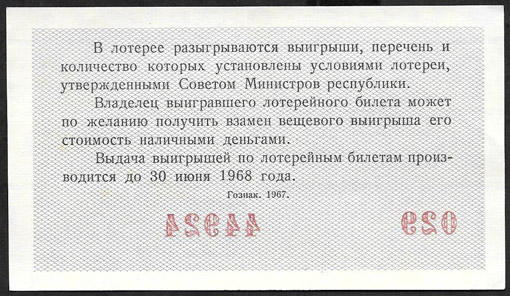 В лотерее разыгрываются выигрыши, перечень и
количество которых установлены условиями лотереи,
утвержденными Советом Министров республики.
Владелец выигравшего лотерейного билета может
по желанию получить взамен вещевого выигрыша его
стоимость наличными деньгами.
Выдача выигрышей по лотерейным билетам произ-
водится до 30 июня 1968 года.
Гознак. 1967.
44924 029